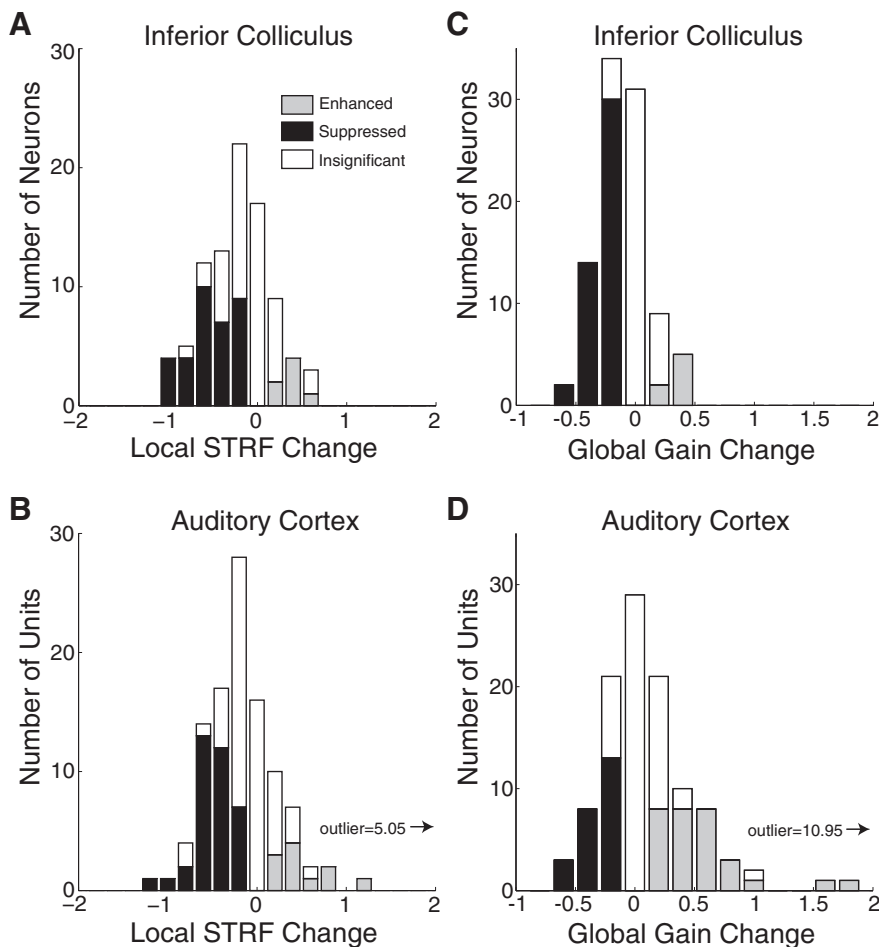 A
Inferior Colliculus
30
20
10
0
Number of Neurons
Enhanced
Suppressed
Insignificant
−2
−1
0
1
2
Local STRF Change
C
Inferior Colliculus
30
20
10
0
Number of Neurons
-1
-0.5
0
0.5
1
1.5
2
Global Gain Change
B
Auditory Cortex
30
20
10
0
Number of Units
outlier=5.05
−2
−1
0
1
2
Local STRF Change
D
Auditory Cortex
30
20
10
0
Number of Units
outlier=10.95
-1
-0.5
0
0.5
1
1.5
2
Global Gain Change